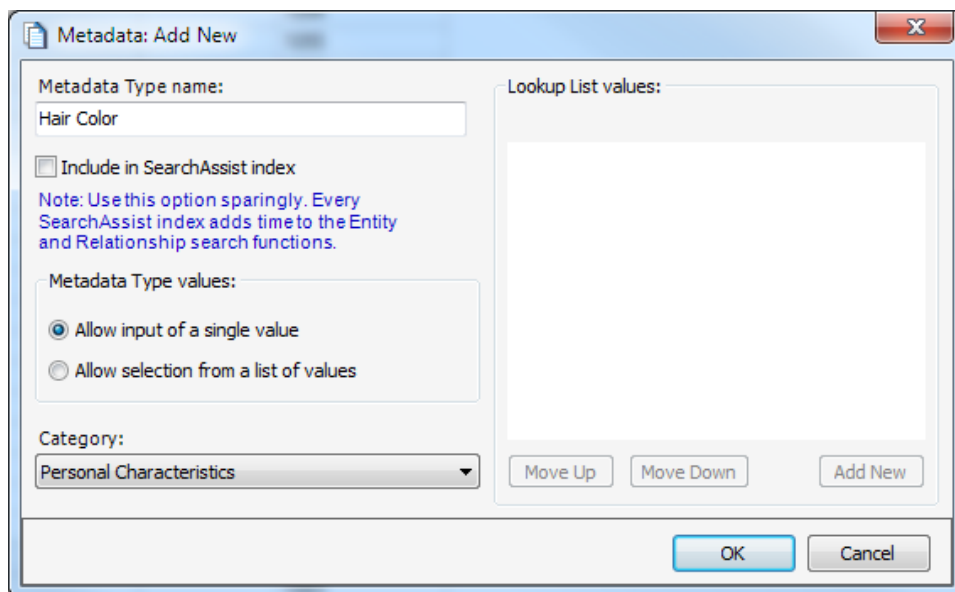 Metadata: Add New
Metadata Type name:
Hair Color
Include in SearchAssist index
Note: Use this option sparingly. Every
SearchAssist index adds time to the Entity
and Relationship search functions.
Metadata Type values:
Allow input of a single value
Allow selection from a list of values
Category:
Personal Characteristics
Lookup List values:
Move Up
Move Down
Add New
OK
Cancel